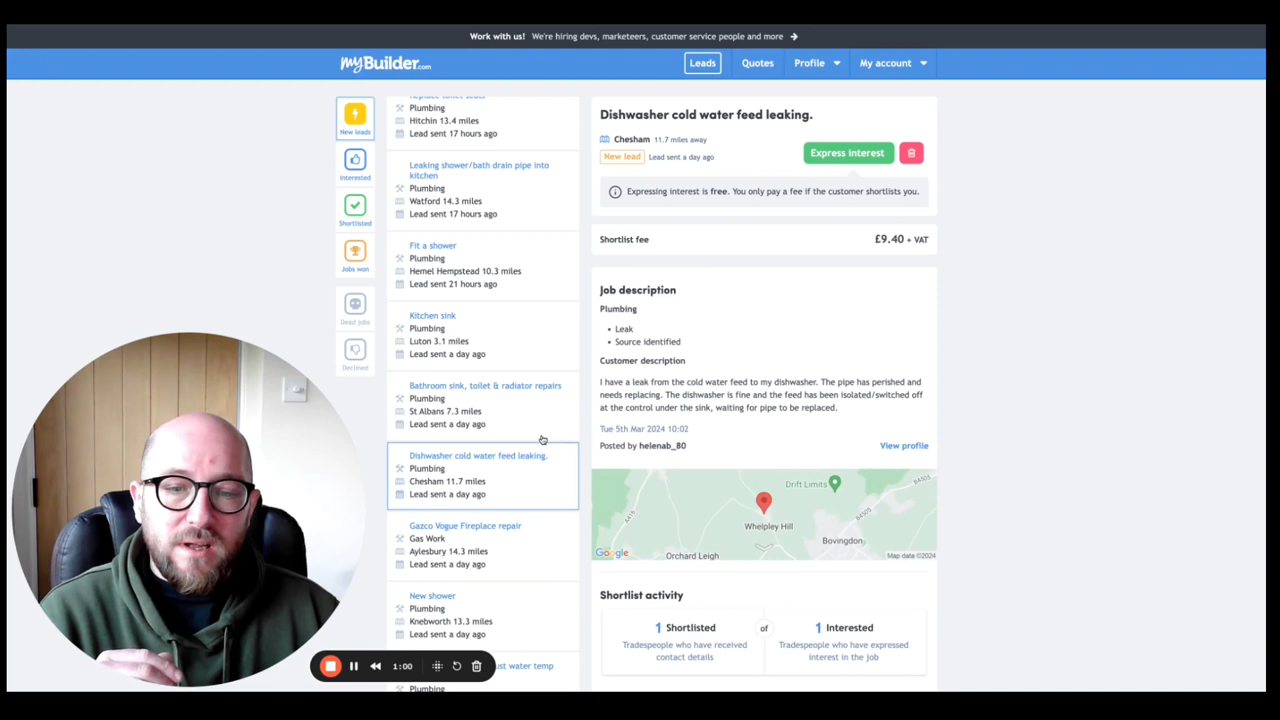 Work with us! We're hiring devs, marketeers, customer service people and more →
myBuilder.com
Leads
Quotes
Profile
My account
New leads
Interested
Shortlisted
Jobs won
Dead jobs
Declined
Replace toilet seats
Plumbing
Hitchin 13.4 miles
Lead sent 17 hours ago
Leaking shower/bath drain pipe into
kitchen
Plumbing
Watford 14.3 miles
Lead sent 17 hours ago
Fit a shower
Plumbing
Hemel Hempstead 10.3 miles
Lead sent 21 hours ago
Kitchen sink
Plumbing
Luton 3.1 miles
Lead sent a day ago
Bathroom sink, toilet & radiator repairs
Plumbing
St Albans 7.3 miles
Lead sent a day ago
Dishwasher cold water feed leaking.
Plumbing
Chesham 11.7 miles
Lead sent a day ago
Gazco Vogue Fireplace repair
Gas Work
Aylesbury 14.3 miles
Lead sent a day ago
New shower
Plumbing
Knebworth 13.3 miles
Lead sent a day ago
ust water temp
Plumbing
1:00
Dishwasher cold water feed leaking.
Chesham 11.7 miles away
New lead Lead sent a day ago
Express interest
Expressing interest is free. You only pay a fee if the customer shortlists you.
Shortlist fee £9.40 + VAT
Job description
Plumbing
• Leak
• Source identified
Customer description
I have a leak from the cold water feed to my dishwasher. The pipe has perished and
needs replacing. The dishwasher is fine and the feed has been isolated/switched off
at the control under the sink, waiting for pipe to be replaced.
Tue 5th Mar 2024 10:02
Posted by helenab_80 View profile
Drift Limits
B4505
A416
Whelpley Hill
B4505
Bovingdon
Orchard Leigh
Google
Map data ©2024
Shortlist activity
1 Shortlisted
Tradespeople who have received
contact details
of
1 Interested
Tradespeople who have expressed
interest in the job